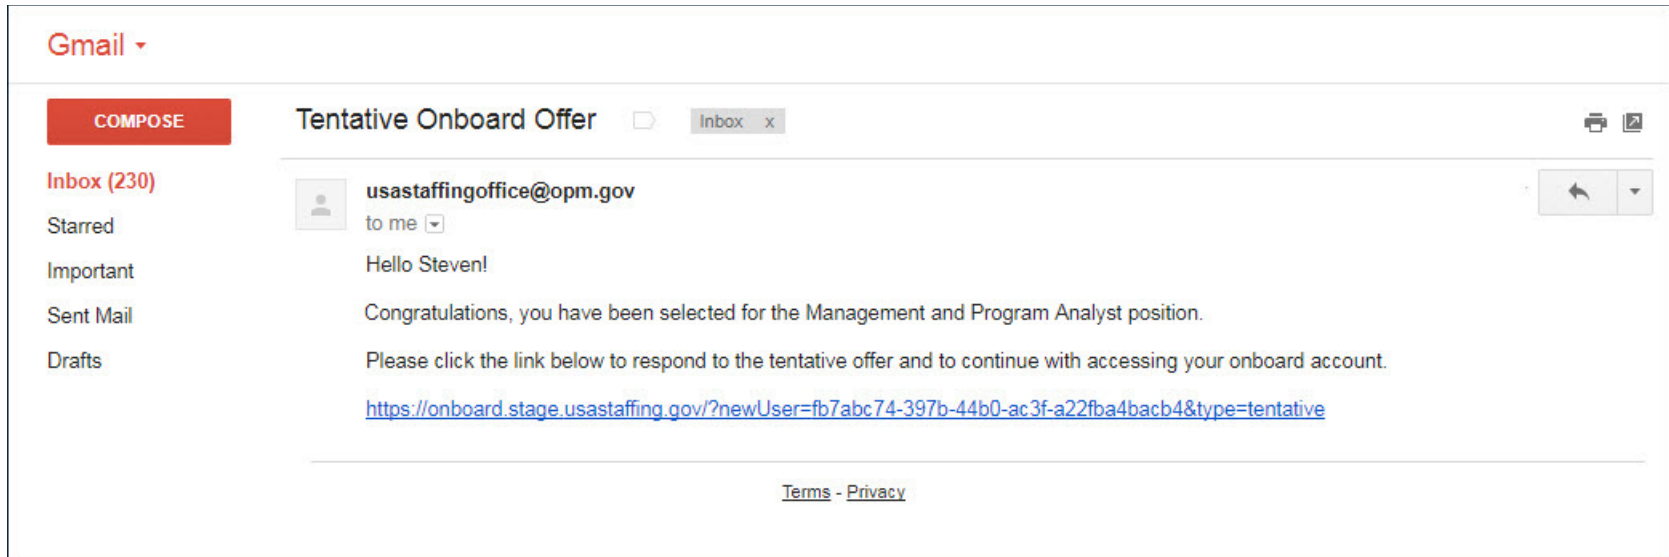 Gmail
COMPOSE
Tentative Onboard Offer
Inbox x
Inbox (230)
Starred
Important
Sent Mail
Drafts
usastaffingoffice@opm.gov
to me
Hello Steven!
Congratulations, you have been selected for the Management and Program Analyst position.
Please click the link below to respond to the tentative offer and to continue with accessing your onboard account.
https://onboard.stage.usastaffing.gov/?newUser=fb7abc74-397b-44b0-ac3f-a22fba4bacb4&type=tentative
Terms - Privacy